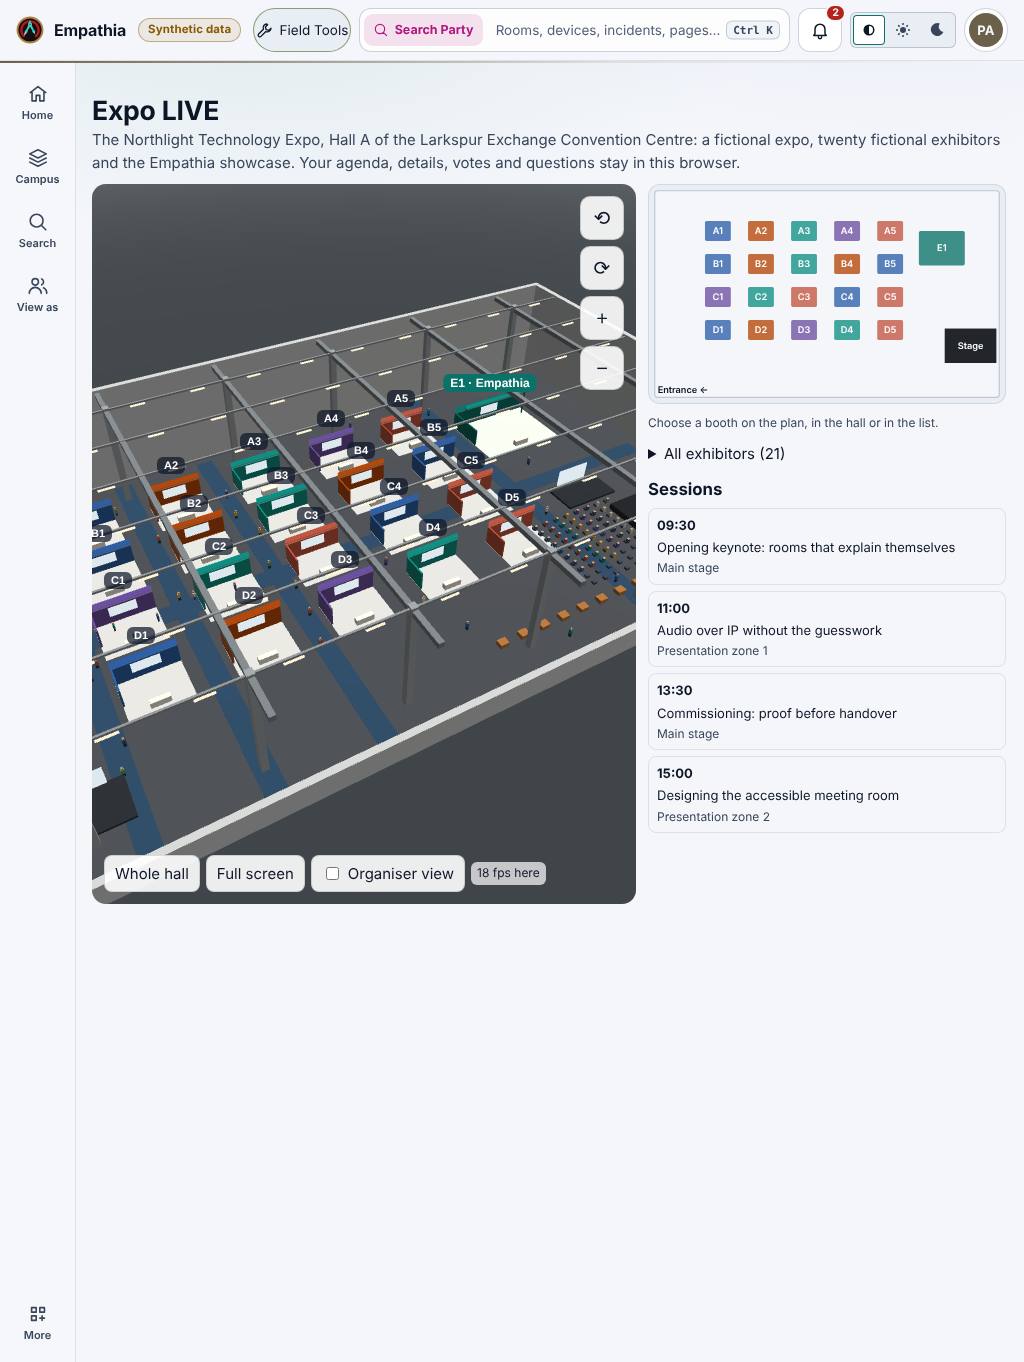 Empathia
Synthetic data
Field Tools
Search Party
Rooms, devices, incidents, pages...
Ctrl K
2
PA
Home
Campus
Search
View as
More
Expo LIVE
The Northlight Technology Expo, Hall A of the Larkspur Exchange Convention Centre: a fictional expo, twenty fictional exhibitors
and the Empathia showcase. Your agenda, details, votes and questions stay in this browser.
E1 · Empathia
A5
A4
B5
A3
B4
C5
A2
B3
C4
D5
B2
C3
D4
B1
C2
D3
C1
D2
D1
Whole hall
Full screen
Organiser view
18 fps here
A1 A2 A3 A4 A5
E1
B1 B2 B3 B4 B5
C1 C2 C3 C4 C5
D1 D2 D3 D4 D5
Stage
Entrance ←
Choose a booth on the plan, in the hall or in the list.
All exhibitors (21)
Sessions
09:30
Opening keynote: rooms that explain themselves
Main stage
11:00
Audio over IP without the guesswork
Presentation zone 1
13:30
Commissioning: proof before handover
Main stage
15:00
Designing the accessible meeting room
Presentation zone 2